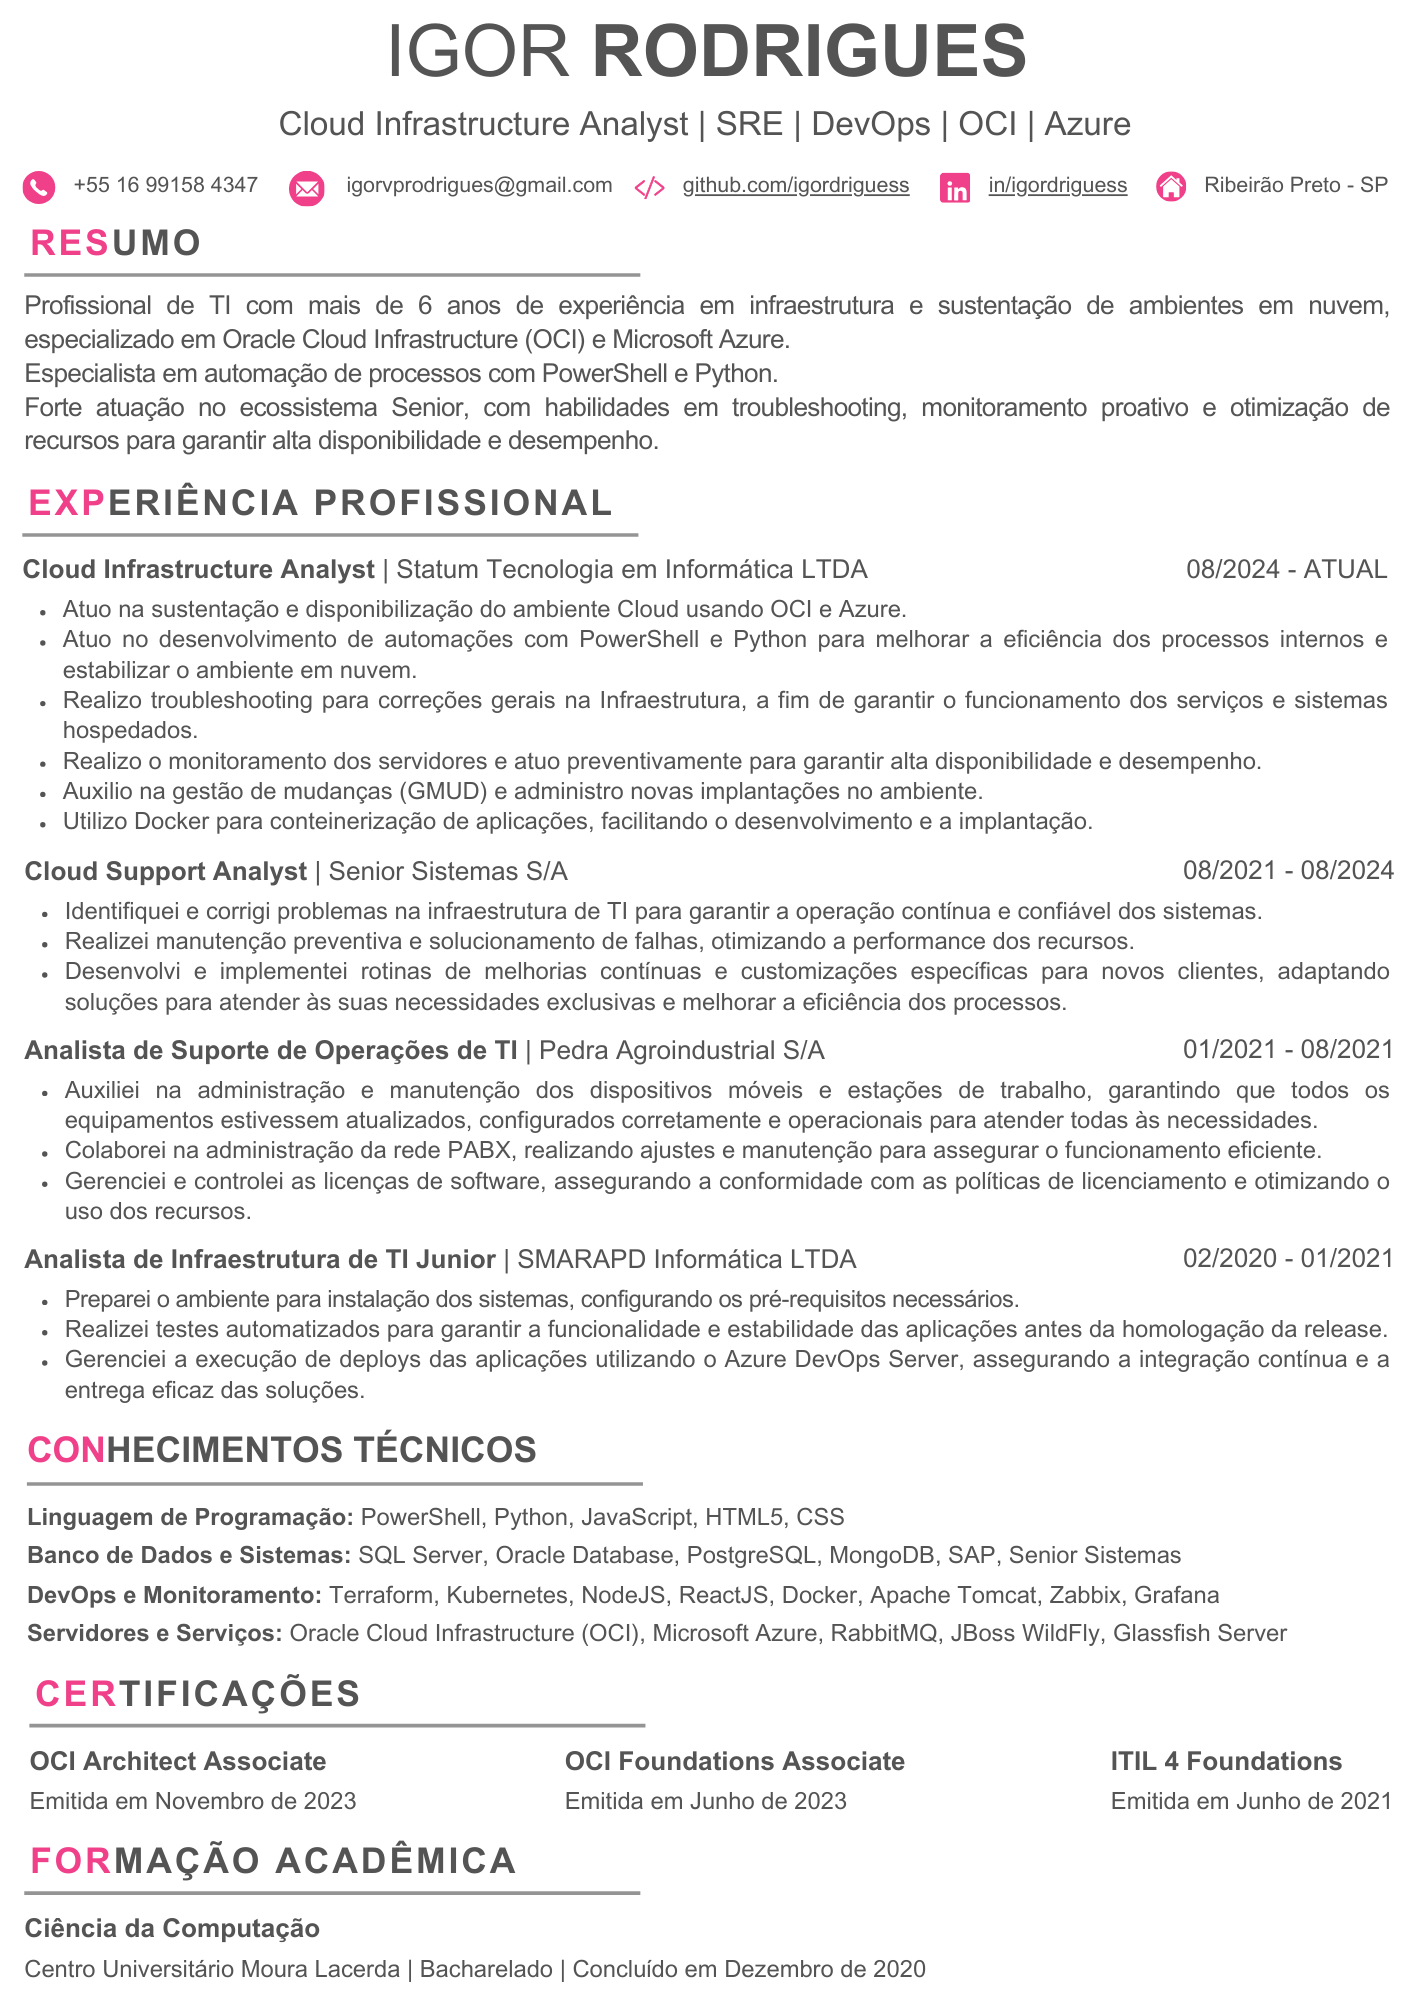 IGOR RODRIGUES
Cloud Infrastructure Analyst | SRE | DevOps | OCI | Azure
+55 16 99158 4347 igorvprodrigues@gmail.com github.com/igordriguess in/igordriguess Ribeirão Preto - SP
RESUMO
Profissional de TI com mais de 6 anos de experiência em infraestrutura e sustentação de ambientes em nuvem,
especializado em Oracle Cloud Infrastructure (OCI) e Microsoft Azure.
Especialista em automação de processos com PowerShell e Python.
Forte atuação no ecossistema Senior, com habilidades em troubleshooting, monitoramento proativo e otimização de
recursos para garantir alta disponibilidade e desempenho.
EXPERIÊNCIA PROFISSIONAL
Cloud Infrastructure Analyst | Statum Tecnologia em Informática LTDA 08/2024 - ATUAL
• Atuo na sustentação e disponibilização do ambiente Cloud usando OCI e Azure.
• Atuo no desenvolvimento de automações com PowerShell e Python para melhorar a eficiência dos processos internos e
estabilizar o ambiente em nuvem.
• Realizo troubleshooting para correções gerais na Infraestrutura, a fim de garantir o funcionamento dos serviços e sistemas
hospedados.
• Realizo o monitoramento dos servidores e atuo preventivamente para garantir alta disponibilidade e desempenho.
• Auxilio na gestão de mudanças (GMUD) e administro novas implantações no ambiente.
• Utilizo Docker para conteinerização de aplicações, facilitando o desenvolvimento e a implantação.
Cloud Support Analyst | Senior Sistemas S/A 08/2021 - 08/2024
• Identifiquei e corrigi problemas na infraestrutura de TI para garantir a operação contínua e confiável dos sistemas.
• Realizei manutenção preventiva e solucionamento de falhas, otimizando a performance dos recursos.
• Desenvolvi e implementei rotinas de melhorias contínuas e customizações específicas para novos clientes, adaptando
soluções para atender às suas necessidades exclusivas e melhorar a eficiência dos processos.
Analista de Suporte de Operações de TI | Pedra Agroindustrial S/A 01/2021 - 08/2021
• Auxiliei na administração e manutenção dos dispositivos móveis e estações de trabalho, garantindo que todos os
equipamentos estivessem atualizados, configurados corretamente e operacionais para atender todas às necessidades.
• Colaborei na administração da rede PABX, realizando ajustes e manutenção para assegurar o funcionamento eficiente.
• Gerenciei e controlei as licenças de software, assegurando a conformidade com as políticas de licenciamento e otimizando o
uso dos recursos.
Analista de Infraestrutura de TI Junior | SMARAPD Informática LTDA 02/2020 - 01/2021
• Preparei o ambiente para instalação dos sistemas, configurando os pré-requisitos necessários.
• Realizei testes automatizados para garantir a funcionalidade e estabilidade das aplicações antes da homologação da release.
• Gerenciei a execução de deploys das aplicações utilizando o Azure DevOps Server, assegurando a integração contínua e a
entrega eficaz das soluções.
CONHECIMENTOS TÉCNICOS
Linguagem de Programação: PowerShell, Python, JavaScript, HTML5, CSS
Banco de Dados e Sistemas: SQL Server, Oracle Database, PostgreSQL, MongoDB, SAP, Senior Sistemas
DevOps e Monitoramento: Terraform, Kubernetes, NodeJS, ReactJS, Docker, Apache Tomcat, Zabbix, Grafana
Servidores e Serviços: Oracle Cloud Infrastructure (OCI), Microsoft Azure, RabbitMQ, JBoss WildFly, Glassfish Server
CERTIFICAÇÕES
OCI Architect Associate OCI Foundations Associate ITIL 4 Foundations
Emitida em Novembro de 2023 Emitida em Junho de 2023 Emitida em Junho de 2021
FORMAÇÃO ACADÊMICA
Ciência da Computação
Centro Universitário Moura Lacerda | Bacharelado | Concluído em Dezembro de 2020